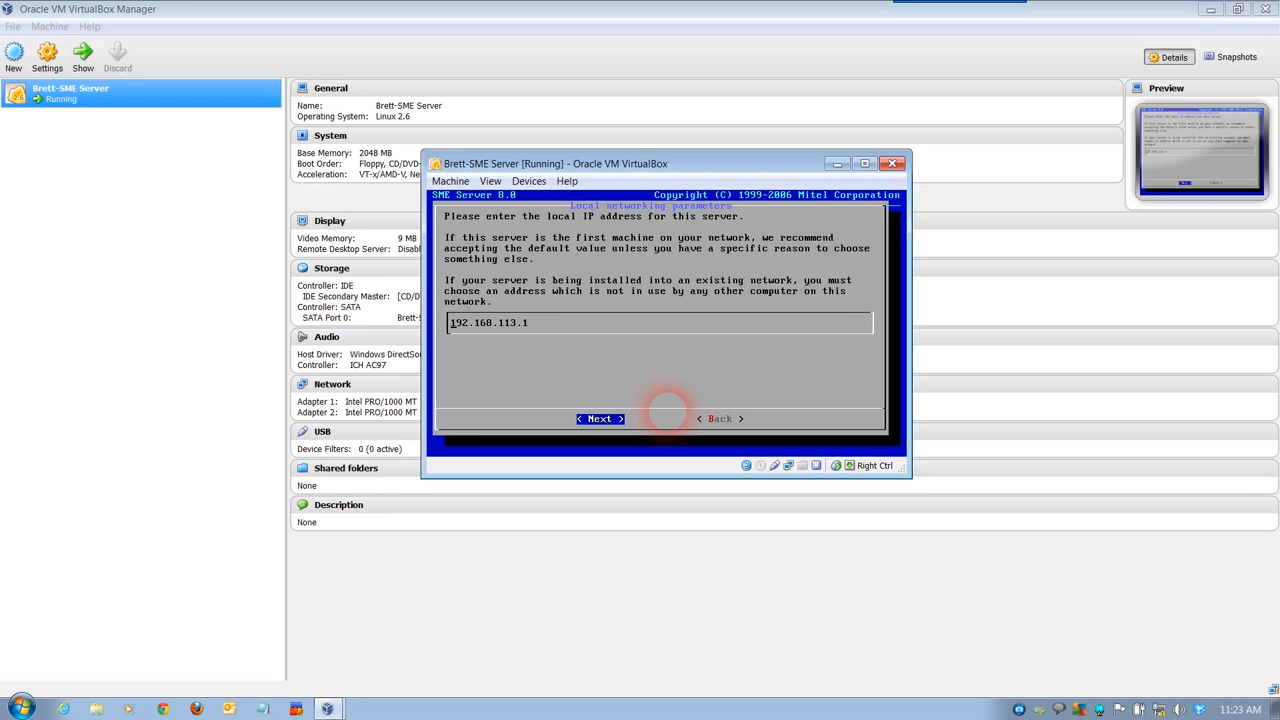 Oracle VM VirtualBox Manager
File Machine Help
New Settings Show Discard
Details Snapshots
Brett-SME Server
Running
General
Name: Brett-SME Server
Operating System: Linux 2.6
System
Base Memory: 2048 MB
Boot Order: Floppy, CD/DVD-
Acceleration: VT-x/AMD-V, Ne
Preview
Display
Video Memory: 9 MB
Remote Desktop Server: Disab
Storage
Controller: IDE
IDE Secondary Master: [CD/D
Controller: SATA
SATA Port 0: Brett-
Audio
Host Driver: Windows DirectSo
Controller: ICH AC97
Network
Adapter 1: Intel PRO/1000 MT
Adapter 2: Intel PRO/1000 MT
USB
Device Filters: 0 (0 active)
Shared folders
None
Description
None
Brett-SME Server [Running] - Oracle VM VirtualBox
Machine View Devices Help
SME Server 8.0 Copyright (C) 1999-2006 Mitel Corporation
Local networking parameters
Please enter the local IP address for this server.
If this server is the first machine on your network, we recommend
accepting the default value unless you have a specific reason to choose
something else.
If your server is being installed into an existing network, you must
choose an address which is not in use by any other computer on this
network.
192.168.113.1
< Next > < Back >
Right Ctrl
11:23 AM